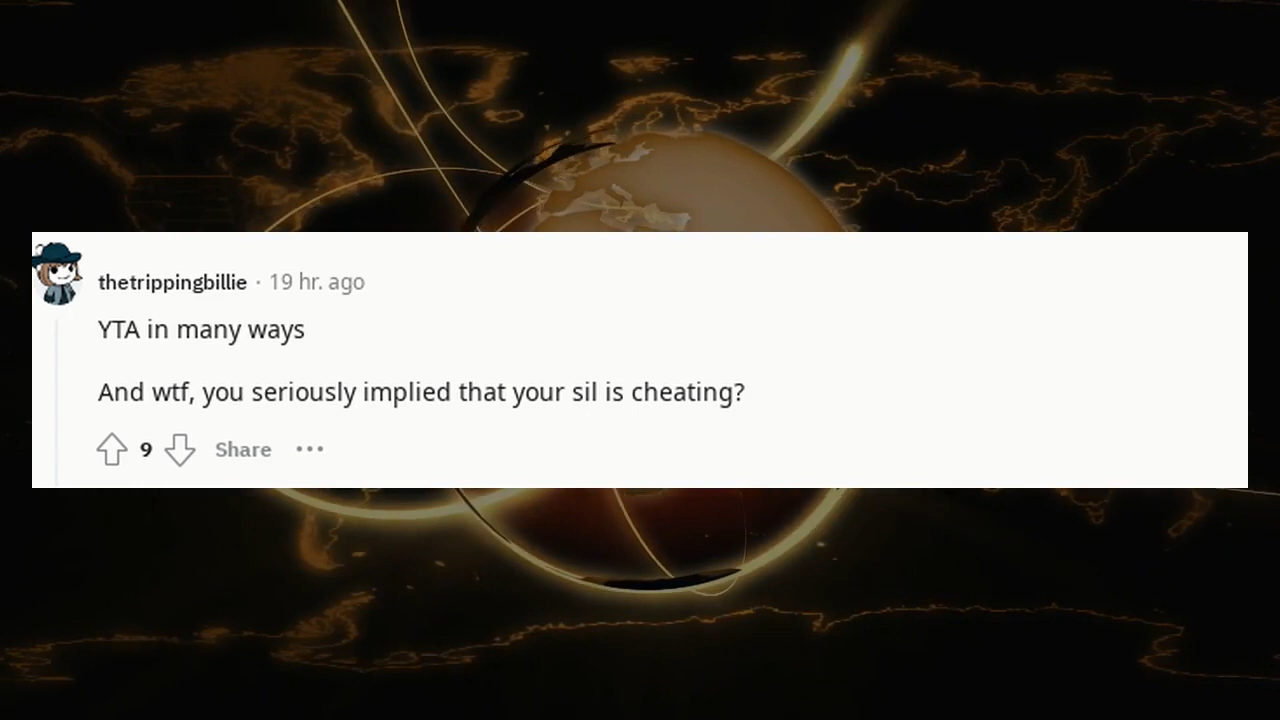 thetrippingbillie · 19 hr. ago
YTA in many ways
And wtf, you seriously implied that your sil is cheating?
9 Share •••